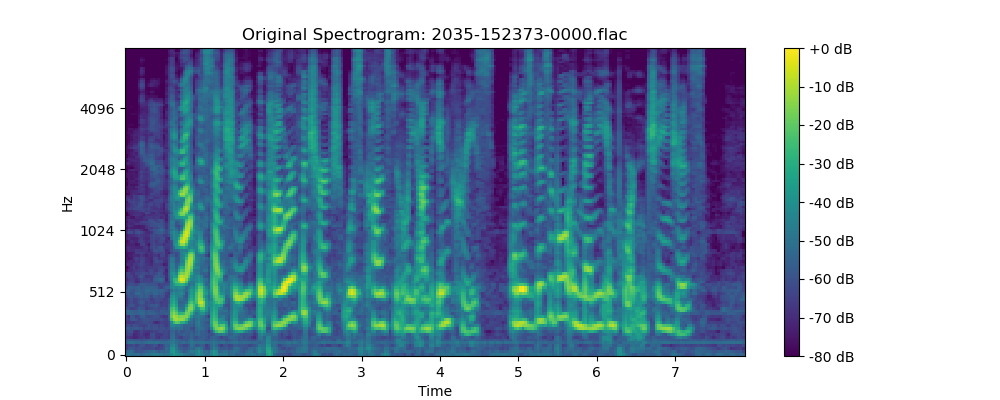 Original Spectrogram: 2035-152373-0000.flac
Hz
4096
2048
1024
512
0
0 1 2 3 4 5 6 7
Time
+0 dB
-10 dB
-20 dB
-30 dB
-40 dB
-50 dB
-60 dB
-70 dB
-80 dB